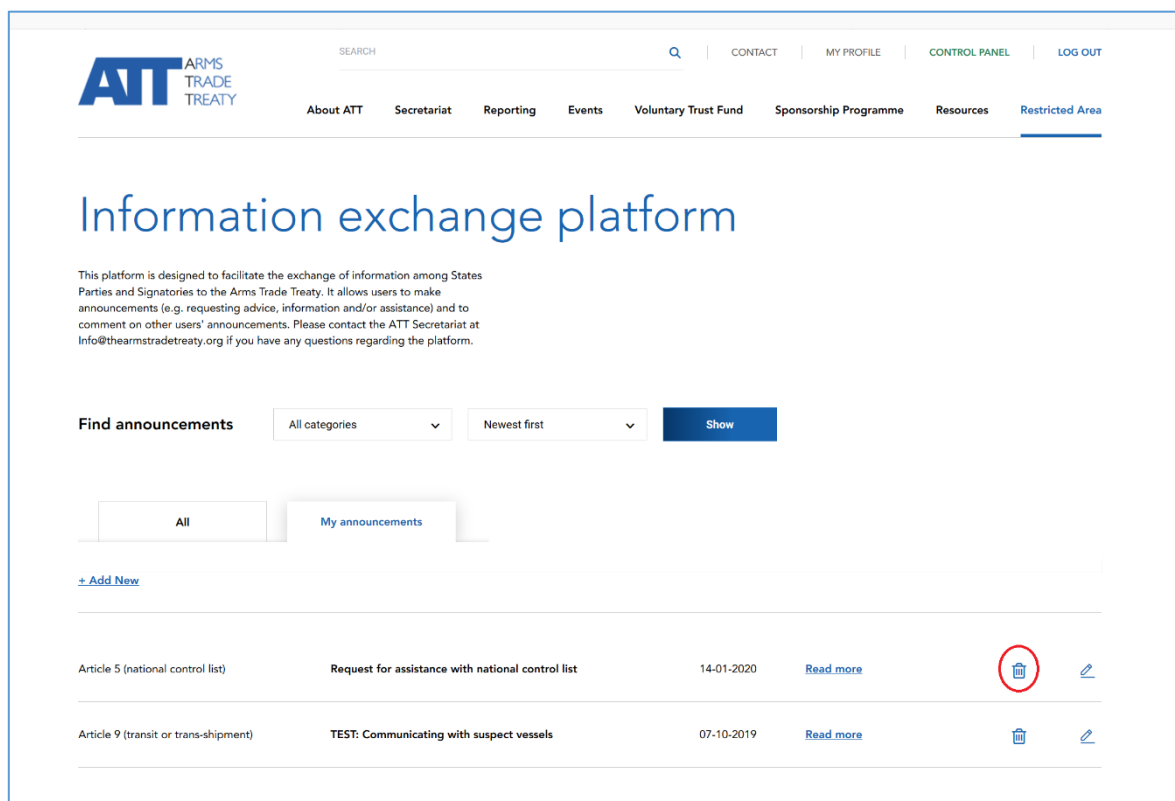 SEARCH CONTACT MY PROFILE CONTROL PANEL LOG OUT
ATT ARMS
TRADE
TREATY
About ATT Secretariat Reporting Events Voluntary Trust Fund Sponsorship Programme Resources Restricted Area
Information exchange platform
This platform is designed to facilitate the exchange of information among States
Parties and Signatories to the Arms Trade Treaty. It allows users to make
announcements (e.g. requesting advice, information and/or assistance) and to
comment on other users' announcements. Please contact the ATT Secretariat at
Info@thearmstradetreaty.org if you have any questions regarding the platform.
Find announcements All categories Newest first Show
All My announcements
+ Add New
Article 5 (national control list) Request for assistance with national control list 14-01-2020 Read more
Article 9 (transit or trans-shipment) TEST: Communicating with suspect vessels 07-10-2019 Read more